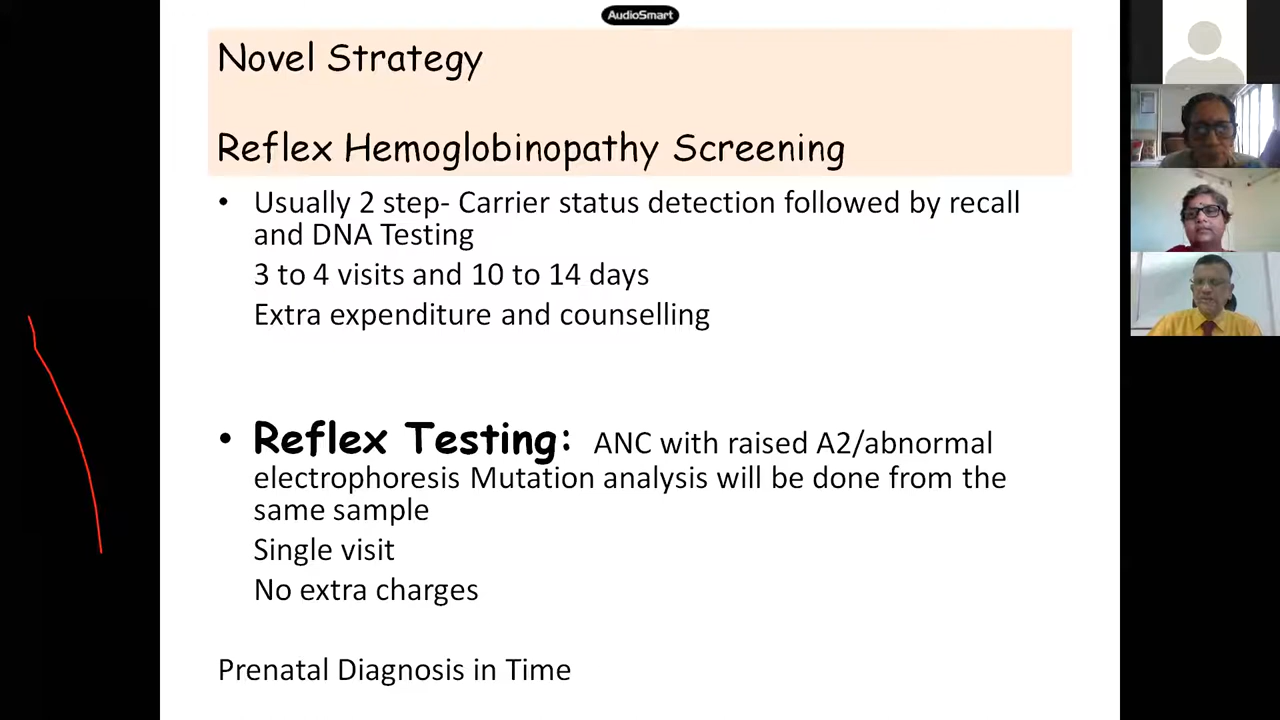 AudioSmart
Novel Strategy
Reflex Hemoglobinopathy Screening
• Usually 2 step- Carrier status detection followed by recall
and DNA Testing
3 to 4 visits and 10 to 14 days
Extra expenditure and counselling
• Reflex Testing: ANC with raised A2/abnormal
electrophoresis Mutation analysis will be done from the
same sample
Single visit
No extra charges
Prenatal Diagnosis in Time